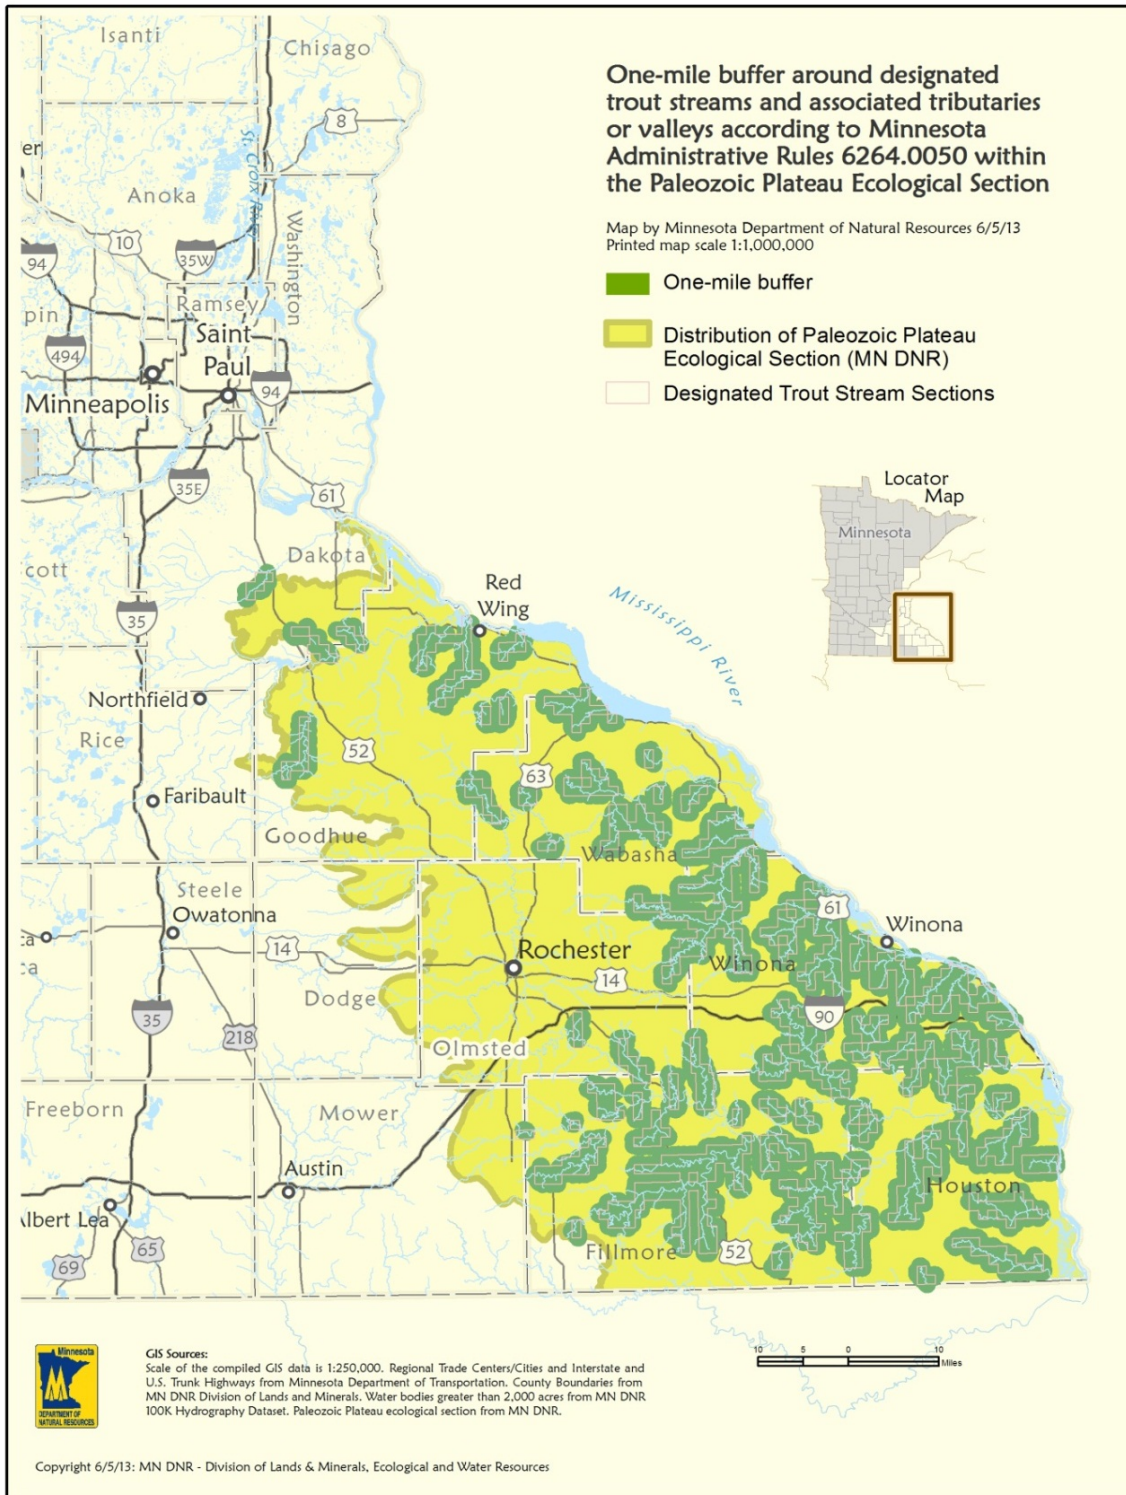 Isanti
Chisago
8
er
St. Croix River
Anoka
Washington
10
35W
94
Ramsey
pin
Saint
Paul
494
94
Minneapolis
35E
61
One-mile buffer around designated
trout streams and associated tributaries
or valleys according to Minnesota
Administrative Rules 6264.0050 within
the Paleozoic Plateau Ecological Section
Map by Minnesota Department of Natural Resources 6/5/13
Printed map scale 1:1,000,000
One-mile buffer
Distribution of Paleozoic Plateau
Ecological Section (MN DNR)
Designated Trout Stream Sections
Locator
Map
Minnesota
Dakota
cott
Red
Wing
Mississippi River
35
Northfield
Rice
52
63
Faribault
Goodhue
Wabasha
Steele
Owatonna
61
Winona
ta
ca
14
Rochester
Winona
14
Dodge
90
35
218
Olmsted
Freeborn
Mower
Austin
Houston
Albert Lea
65
69
Fillmore
52
Minnesota
DEPARTMENT OF
NATURAL RESOURCES
GIS Sources:
Scale of the compiled GIS data is 1:250,000. Regional Trade Centers/Cities and Interstate and
U.S. Trunk Highways from Minnesota Department of Transportation. County Boundaries from
MN DNR Division of Lands and Minerals. Water bodies greater than 2,000 acres from MN DNR
100K Hydrography Dataset. Paleozoic Plateau ecological section from MN DNR.
10 5 0 10
Miles
Copyright 6/5/13: MN DNR - Division of Lands & Minerals, Ecological and Water Resources